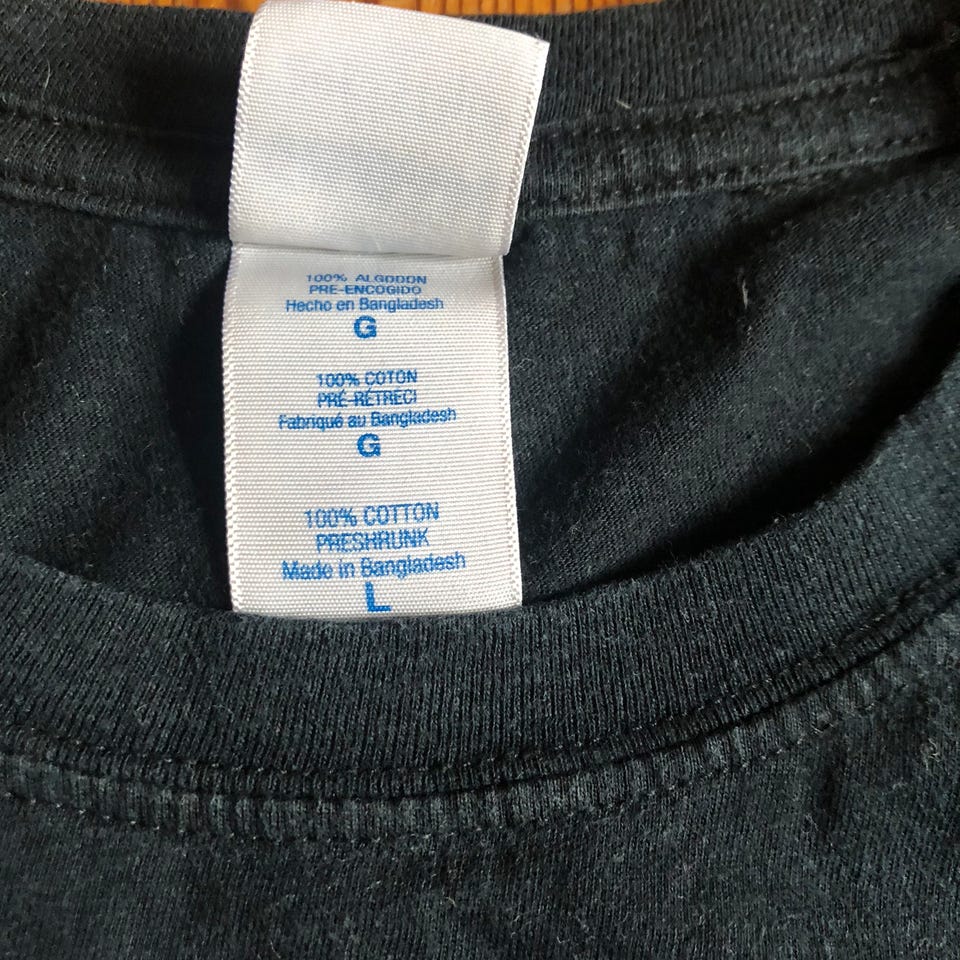 100% ALGODON
PRE-ENCOGIDO
Hecho en Bangladesh
G
100% COTON
PRÉ-RÉTRECI
Fabriqué au Bangladesh
G
100% COTTON
PRESHRUNK
Made in Bangladesh
L